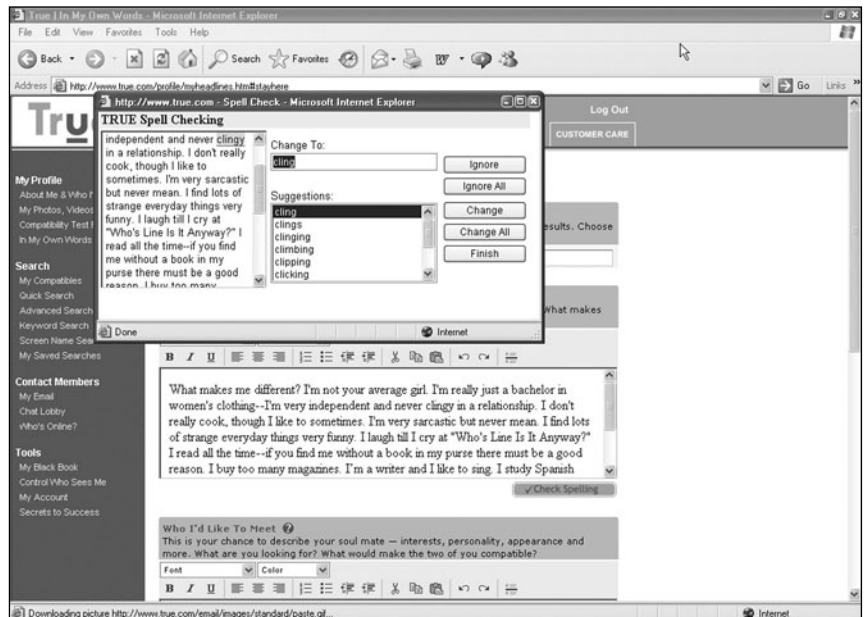 True | In My Own Words - Microsoft Internet Explorer
File Edit View Favorites Tools Help
Back Search Favorites
Address http://www.true.com/profile/myheadlines.htm#stayhere Go Links
http://www.true.com - Spell Check - Microsoft Internet Explorer
TRUE Spell Checking
independent and never clingy
in a relationship. I don't really
cook, though I like to
sometimes. I'm very sarcastic
but never mean. I find lots of
strange everyday things very
funny. I laugh till I cry at
"Who's Line Is It Anyway?" I
read all the time--if you find
me without a book in my
purse there must be a good
reason. I buy too many
Change To:
cling
Suggestions:
cling
clings
clinging
climbing
clipping
clicking
Ignore
Ignore All
Change
Change All
Finish
Done Internet
Tru
Log Out
CUSTOMER CARE
My Profile
About Me & Who I
My Photos, Videos
Compatibility Test
In My Own Words
Search
My Compatibles
Quick Search
Advanced Search
Keyword Search
Screen Name Sea
My Saved Searches
Contact Members
My Email
Chat Lobby
Who's Online?
Tools
My Black Book
Control Who Sees Me
My Account
Secrets to Success
esults. Choose
What makes
B I U
What makes me different? I'm not your average girl. I'm really just a bachelor in
women's clothing--I'm very independent and never clingy in a relationship. I don't
really cook, though I like to sometimes. I'm very sarcastic but never mean. I find lots
of strange everyday things very funny. I laugh till I cry at "Who's Line Is It Anyway?"
I read all the time--if you find me without a book in my purse there must be a good
reason. I buy too many magazines. I'm a writer and I like to sing. I study Spanish
Check Spelling
Who I'd Like To Meet
This is your chance to describe your soul mate — interests, personality, appearance and
more. What are you looking for? What would make the two of you compatible?
Font Color
B I U
Downloading picture http://www.true.com/email/images/standard/paste.gif... Internet